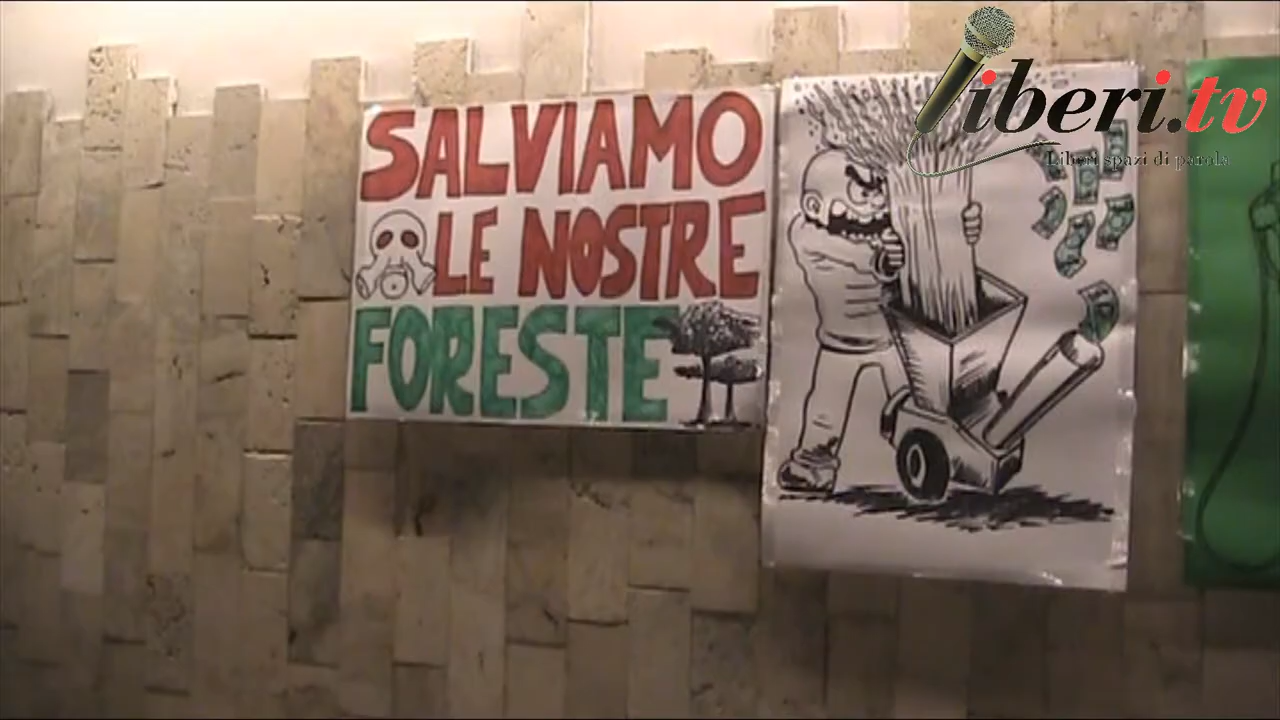 SALVIAMO
LE NOSTRE
FORESTE
liberi.tv
Liberi spazi di parola